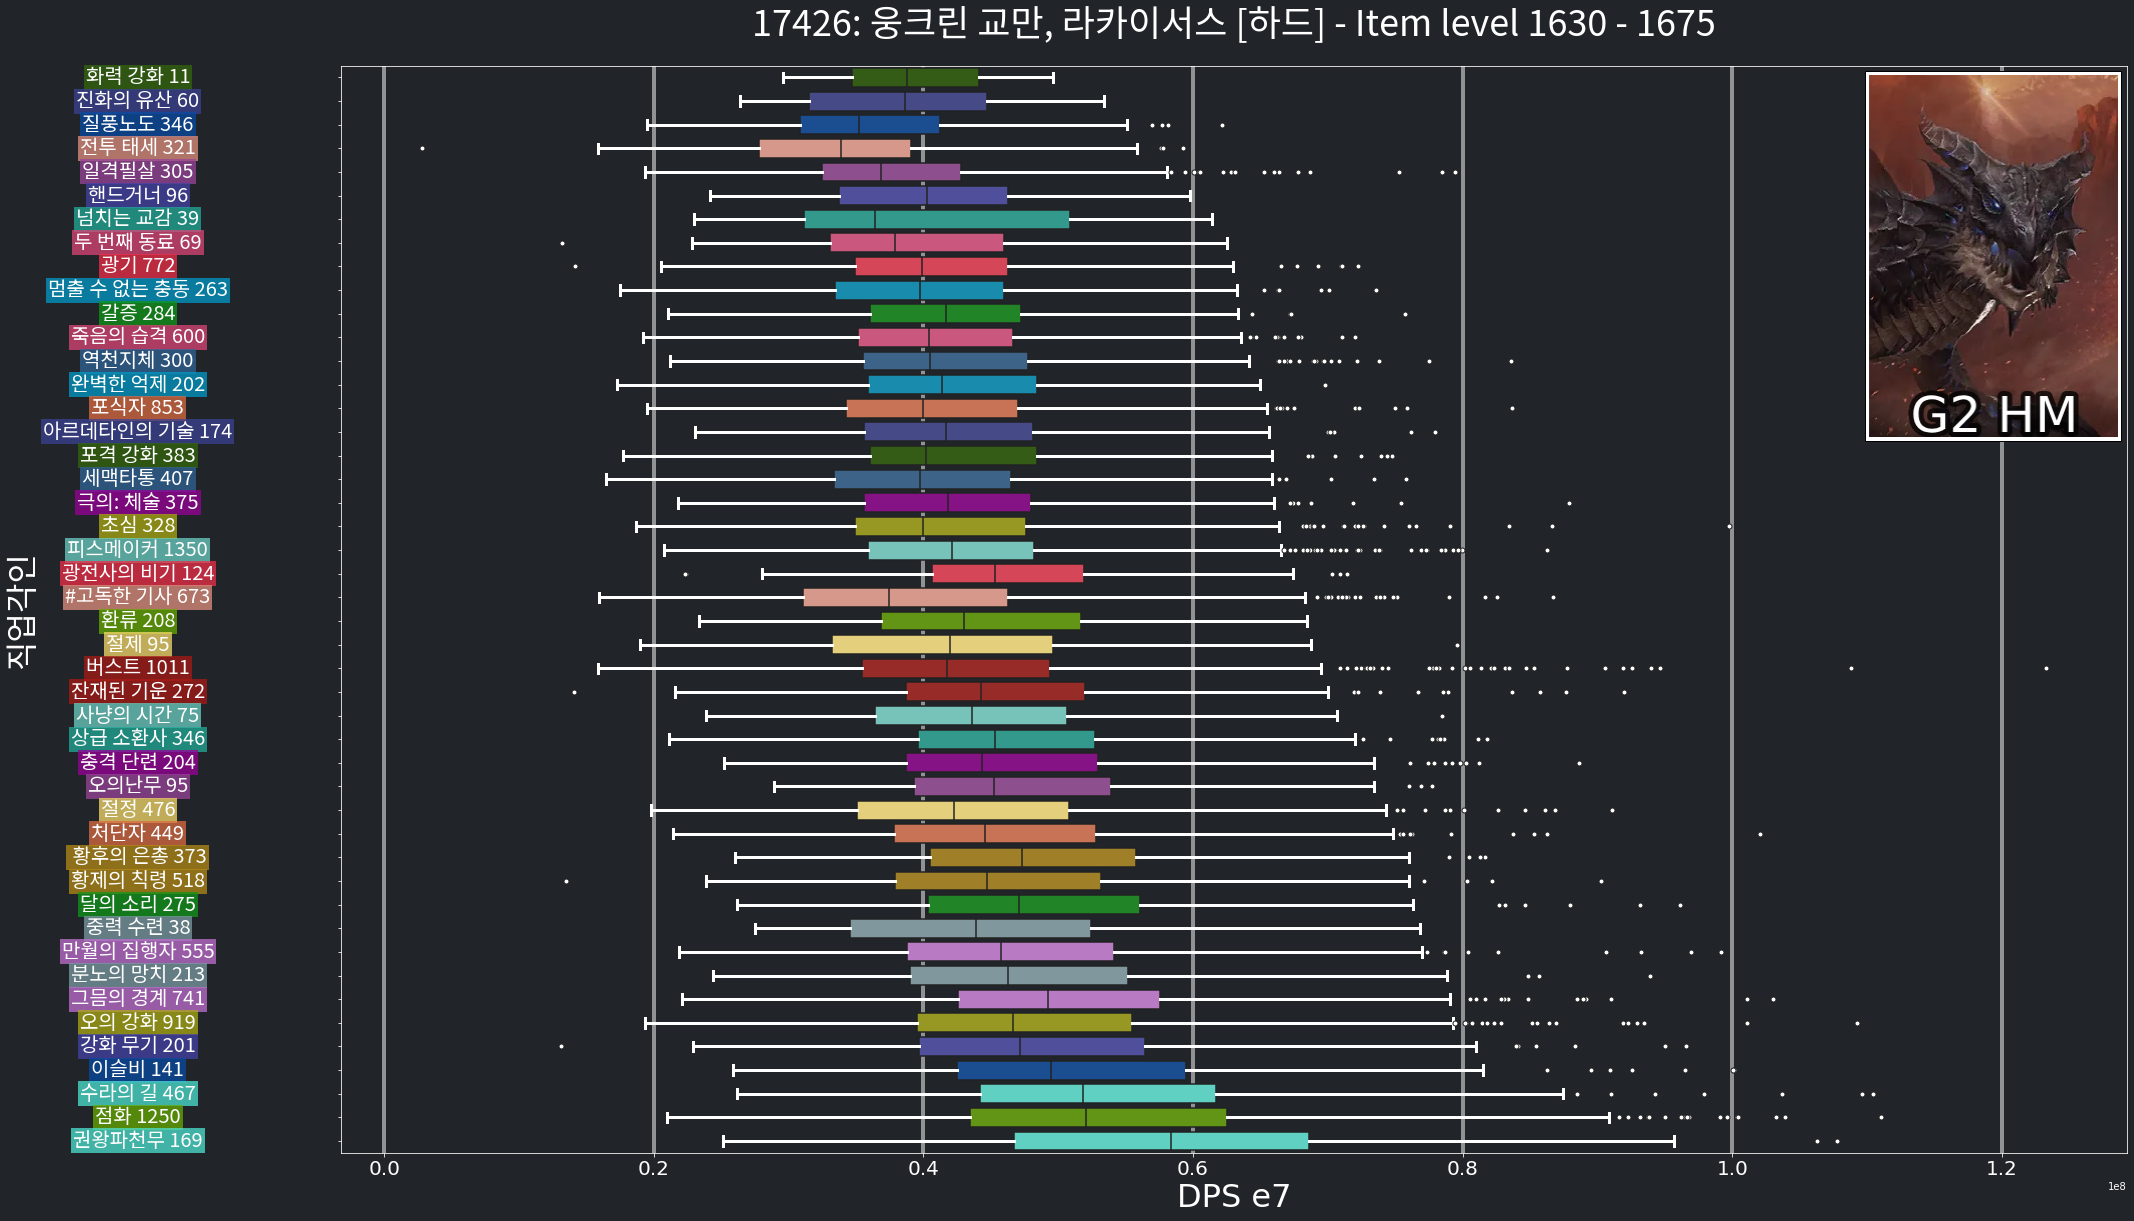 17426: 웅크린 교만, 라카이서스 [하드] - Item level 1630 - 1675
화력 강화 11
진화의 유산 60
질풍노도 346
전투 태세 321
일격필살 305
핸드거너 96
넘치는 교감 39
두 번째 동료 69
광기 772
멈출 수 없는 충동 263
갈증 284
죽음의 습격 600
역천지체 300
완벽한 억제 202
포식자 853
아르데타인의 기술 174
포격 강화 383
세맥타통 407
극의: 체술 375
초심 328
피스메이커 1350
광전사의 비기 124
#고독한 기사 673
환류 208
절제 95
버스트 1011
잔재된 기운 272
사냥의 시간 75
상급 소환사 346
충격 단련 204
오의난무 95
절정 476
처단자 449
황후의 은총 373
황제의 칙령 518
달의 소리 275
중력 수련 38
만월의 집행자 555
분노의 망치 213
그믐의 경계 741
오의 강화 919
강화 무기 201
이슬비 141
수라의 길 467
점화 1250
권왕파천무 169
직업각인
G2 HM
0.0 0.2 0.4 0.6 0.8 1.0 1.2
DPS e7
1e8